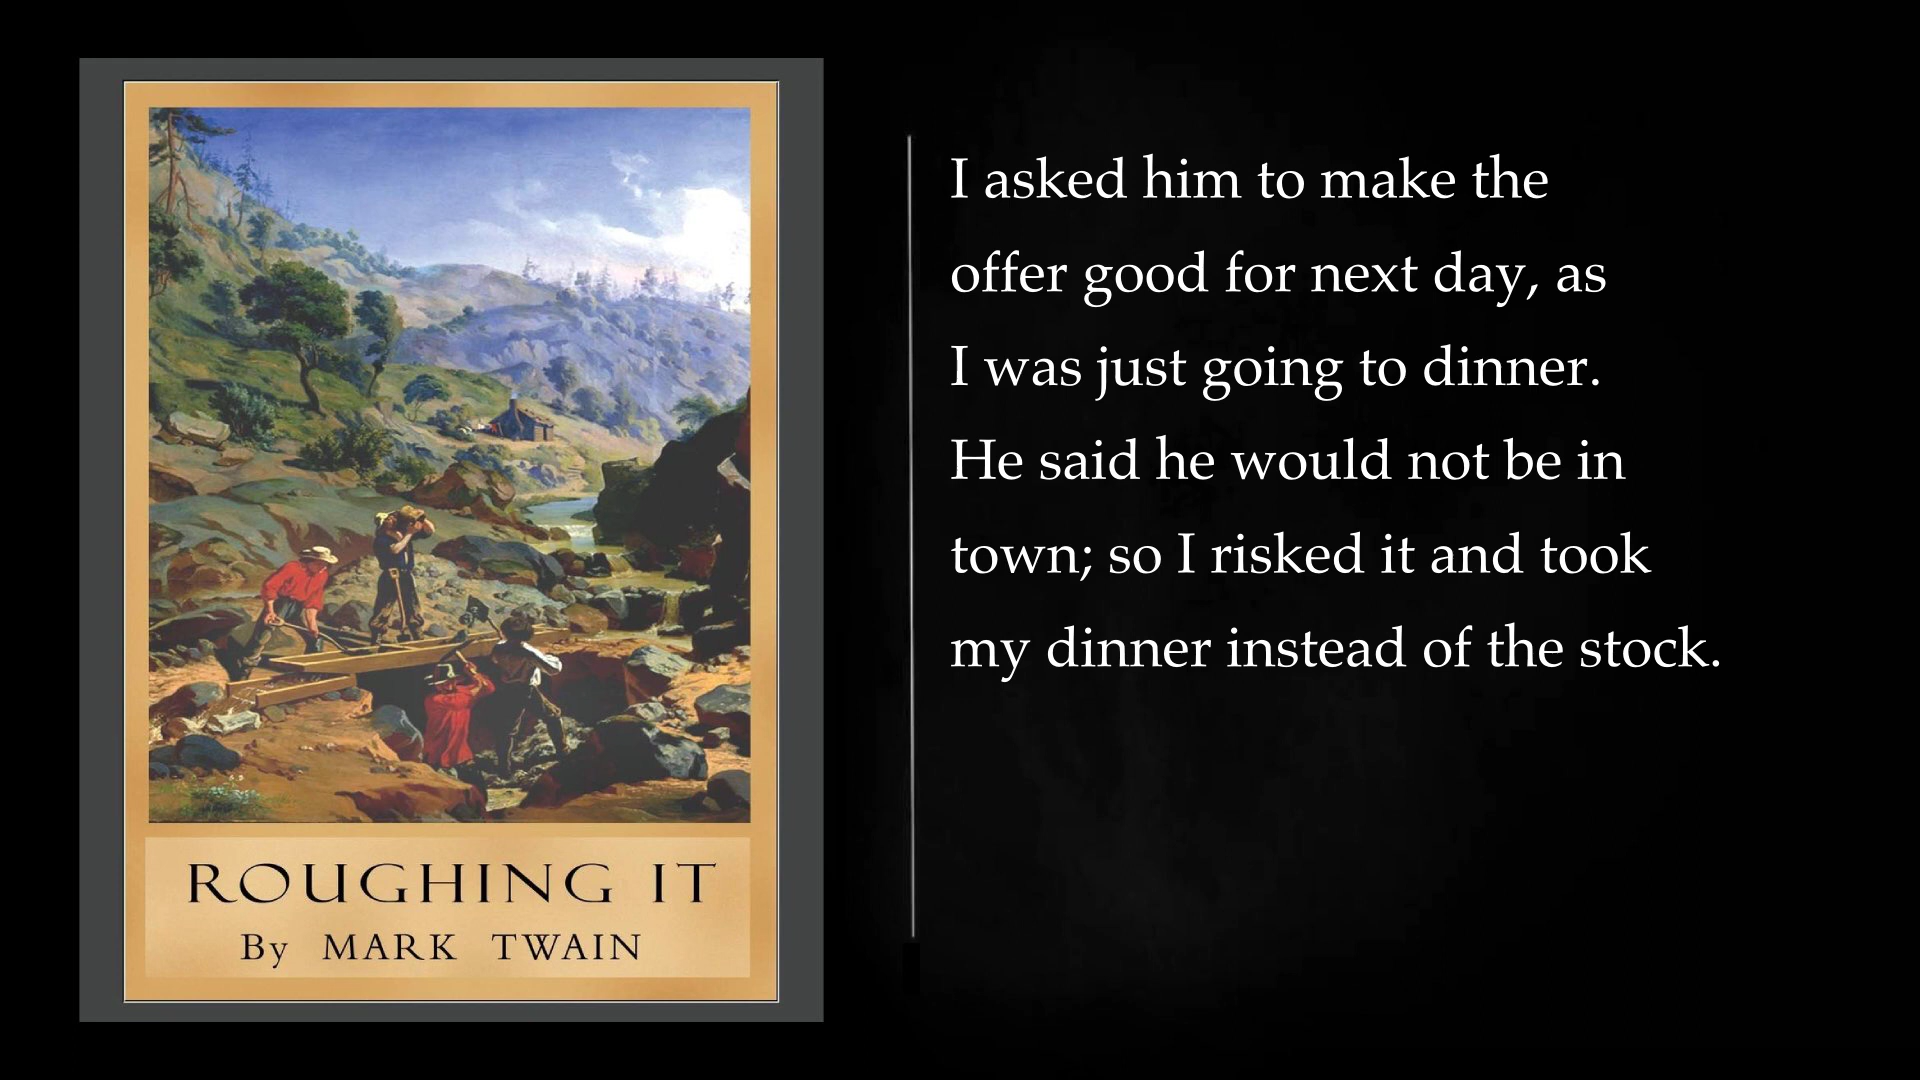 ROUGHING IT
By MARK TWAIN
I asked him to make the
offer good for next day, as
I was just going to dinner.
He said he would not be in
town; so I risked it and took
my dinner instead of the stock.